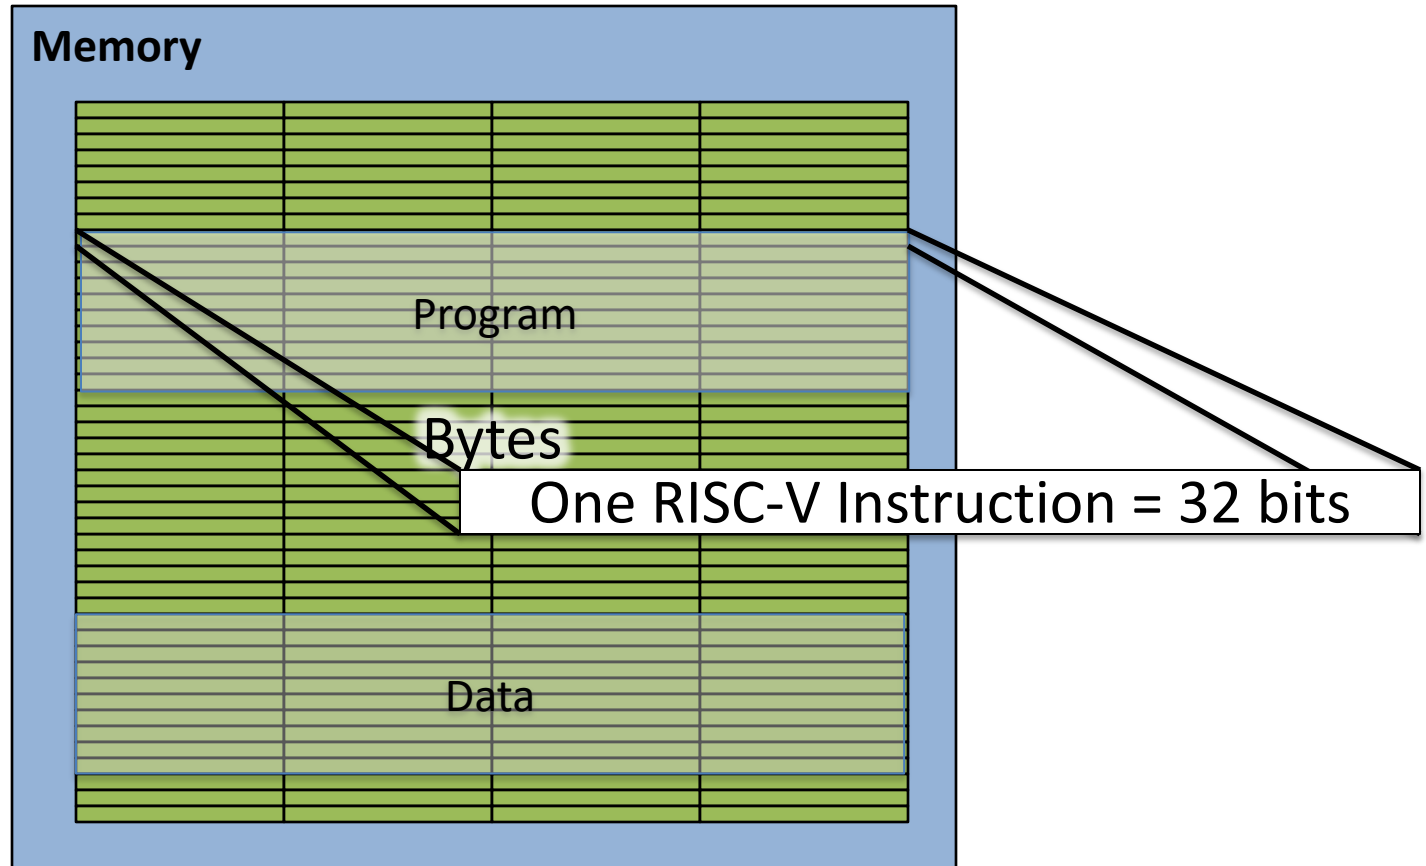 Memory
Program
Bytes
One RISC-V Instruction = 32 bits
Data